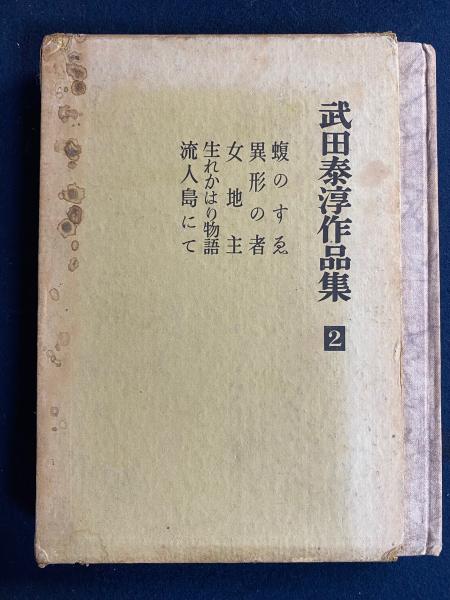 武田泰淳作品集 2
蝮のすゑ
異形の者
女地主
生れかはり物語
流人島にて